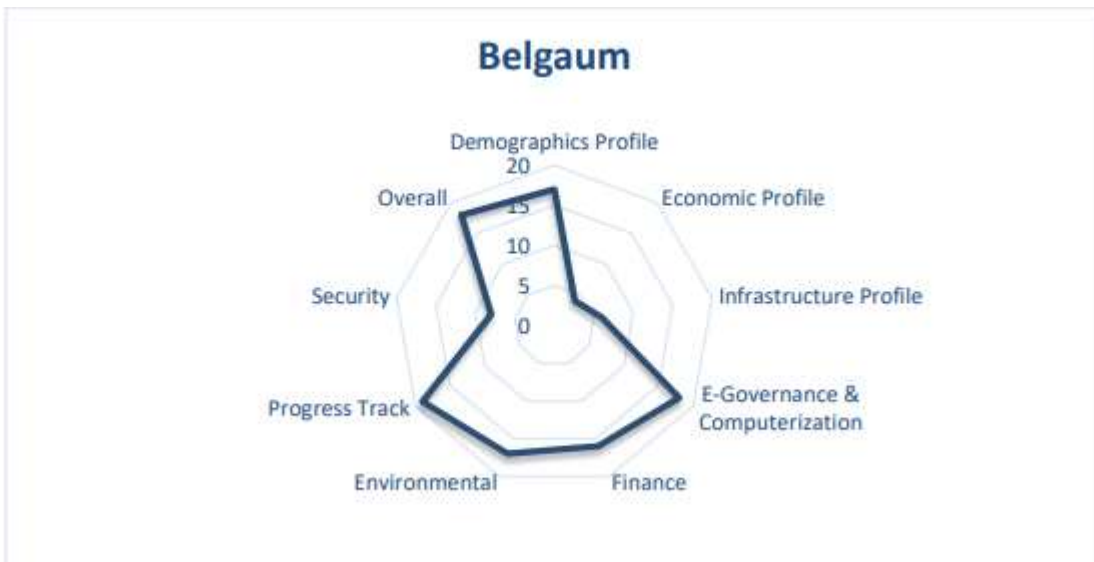 Belgaum
Demographics Profile
20
Overall
Economic Profile
15
10
Security
5
Infrastructure Profile
0
Progress Track
E-Governance &
Computerization
Environmental
Finance